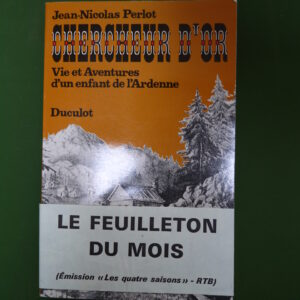 Jean-Nicolas Perlot
CHERCHEUR D'OR
Vie et Aventures
d'un enfant de l'Ardenne
Duculot
LE FEUILLETON
DU MOIS
(Émission «Les quatre saisons» - RTB)